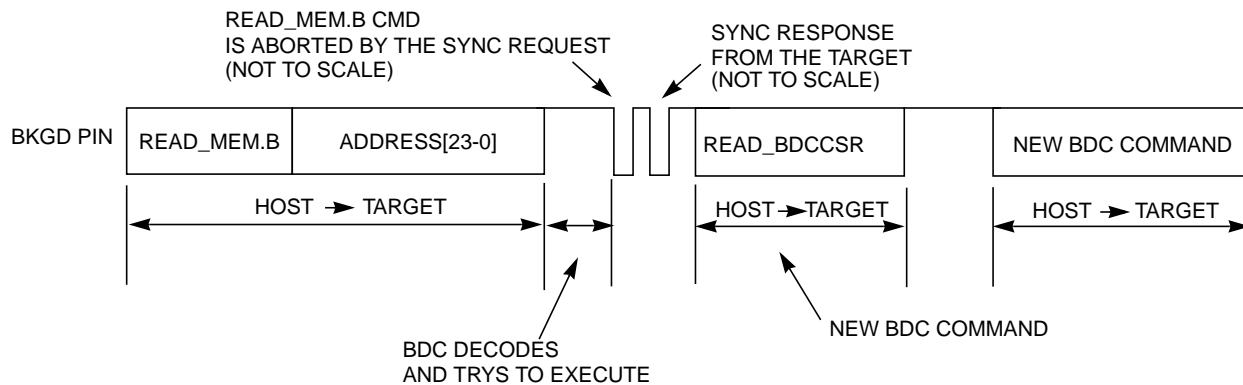 READ_MEM.B CMD
IS ABORTED BY THE SYNC REQUEST
(NOT TO SCALE)
SYNC RESPONSE
FROM THE TARGET
(NOT TO SCALE)
BKGD PIN
READ_MEM.B
ADDRESS[23-0]
READ_BDCCSR
NEW BDC COMMAND
HOST
TARGET
HOST
TARGET
HOST
TARGET
NEW BDC COMMAND
BDC DECODES
AND TRYS TO EXECUTE